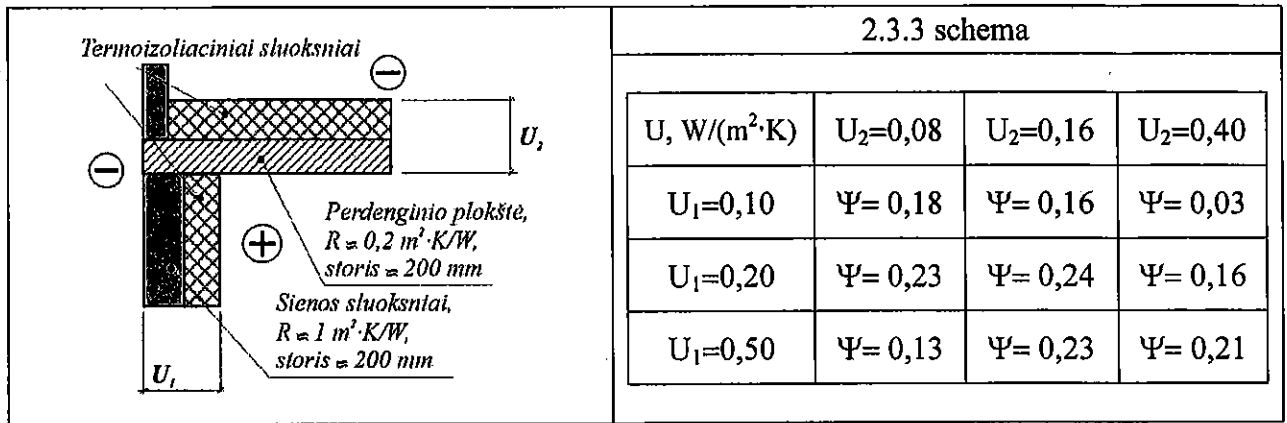 Termoizoliaciniai sluoksniai
U₂
Perdenginio plokštė,
R ≈ 0,2 m²·K/W,
storis ≈ 200 mm
Sienos sluoksniai,
R ≈ 1 m²·K/W,
storis ≈ 200 mm
U₁
2.3.3 schema
U, W/(m²·K) U₂=0,08 U₂=0,16 U₂=0,40
U₁=0,10 Ψ= 0,18 Ψ= 0,16 Ψ= 0,03
U₁=0,20 Ψ= 0,23 Ψ= 0,24 Ψ= 0,16
U₁=0,50 Ψ= 0,13 Ψ= 0,23 Ψ= 0,21